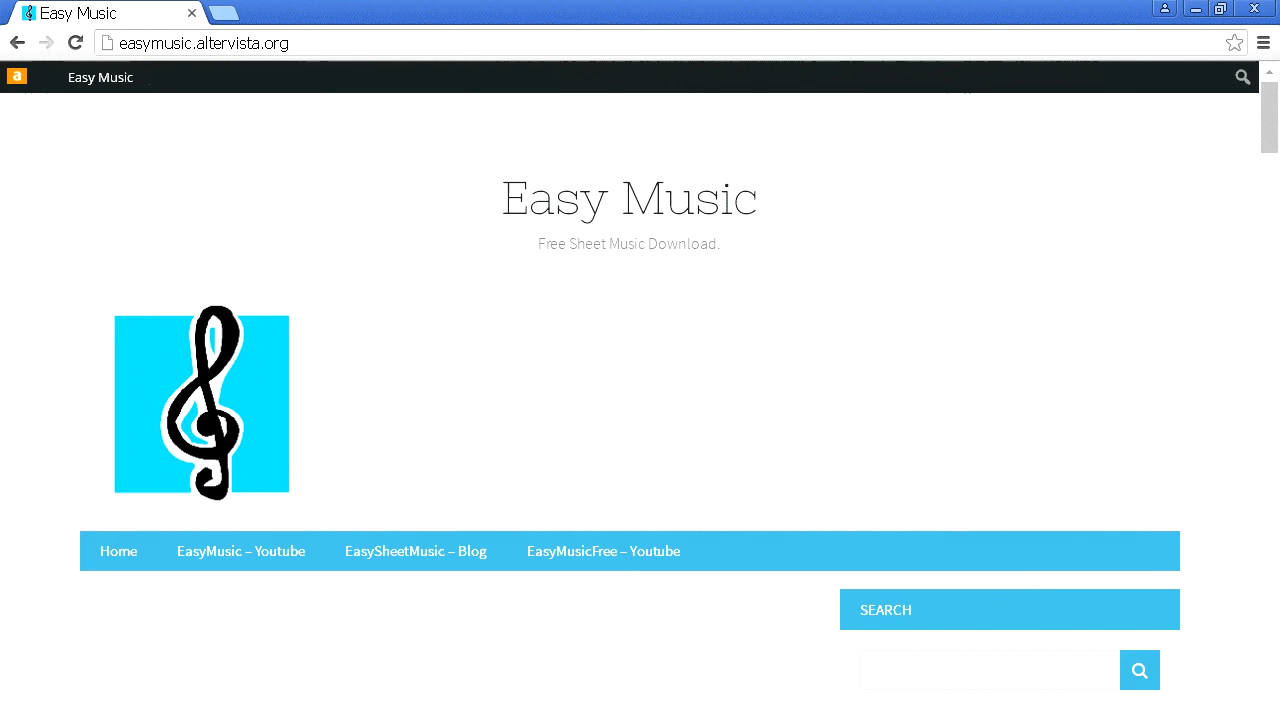 Easy Music
easymusic.altervista.org
a Easy Music
Easy Music
Free Sheet Music Download.
Home EasyMusic – Youtube EasySheetMusic – Blog EasyMusicFree – Youtube
SEARCH